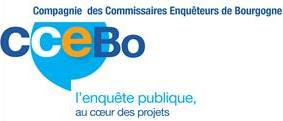 Compagnie des Commissaires Enquêteurs de Bourgogne
CCeBo
l'enquête publique,
au cœur des projets